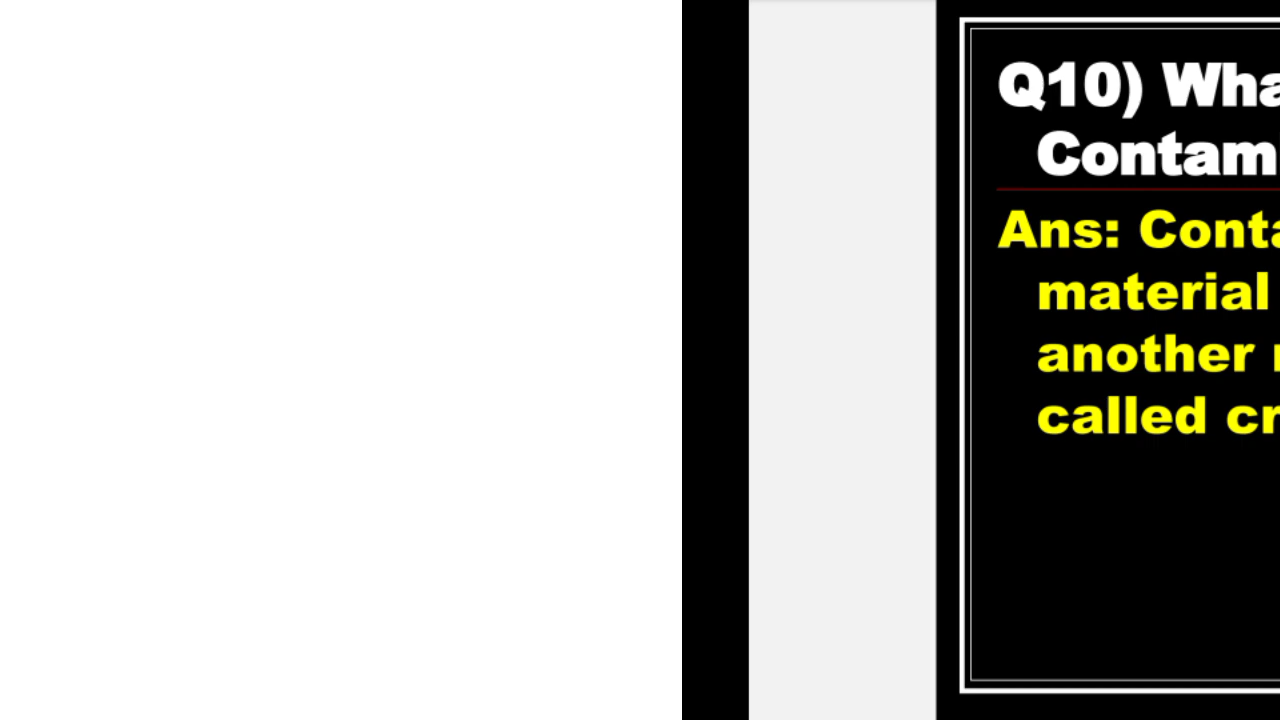 Q10) Wha
Contam
Ans: Conta
material
another
called cr